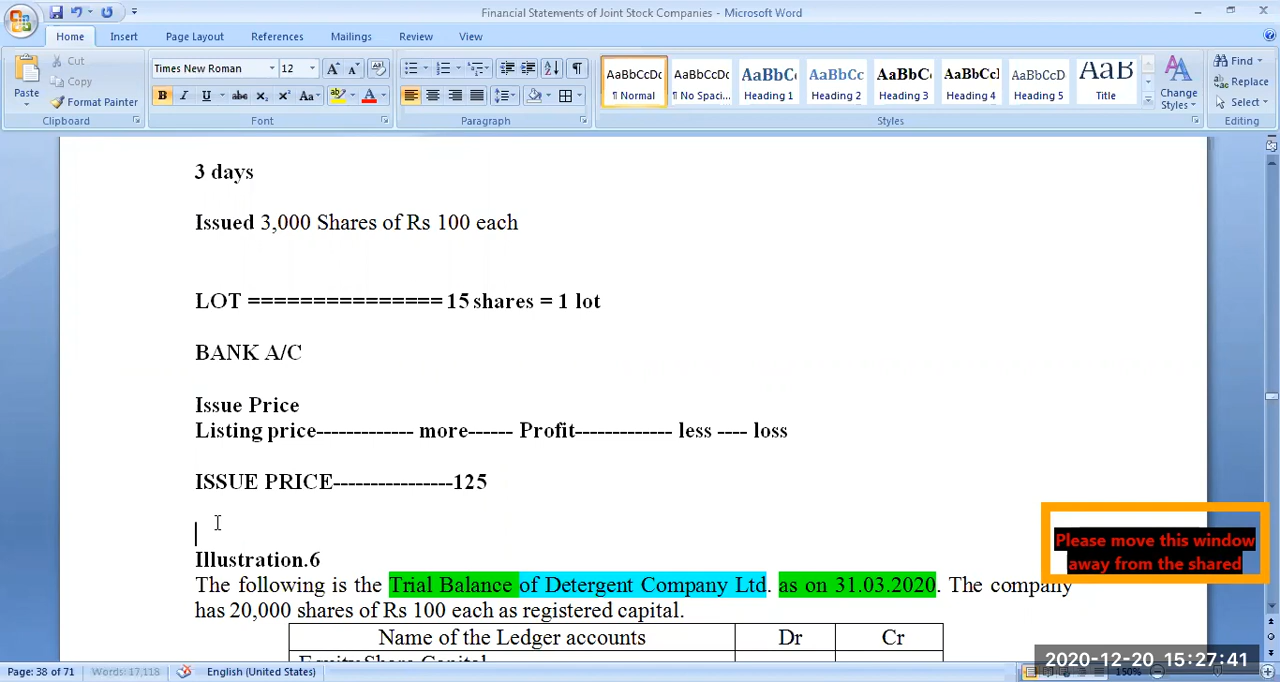 Financial Statements of Joint Stock Companies - Microsoft Word
Home Insert Page Layout References Mailings Review View
Paste Cut Copy Format Painter
Clipboard
Times New Roman 12
Font
Paragraph
AaBbCcDc AaBbCcDc AaBbC AaBbCc AaBbCc AaBbCcI AaBbCcD AaBb
¶ Normal ¶ No Spaci... Heading 1 Heading 2 Heading 3 Heading 4 Heading 5 Title
Change Styles
Styles
Find
Replace
Select
Editing
3 days
Issued 3,000 Shares of Rs 100 each
LOT =============== 15 shares = 1 lot
BANK A/C
Issue Price
Listing price------------- more------ Profit------------- less ---- loss
ISSUE PRICE----------------125
Illustration.6
The following is the Trial Balance of Detergent Company Ltd. as on 31.03.2020. The company
has 20,000 shares of Rs 100 each as registered capital.
Name of the Ledger accounts Dr Cr
Equity Share Capital
Please move this window
away from the shared
Page: 38 of 71 Words: 17,118 English (United States) 150%
2020-12-20 15:27:41